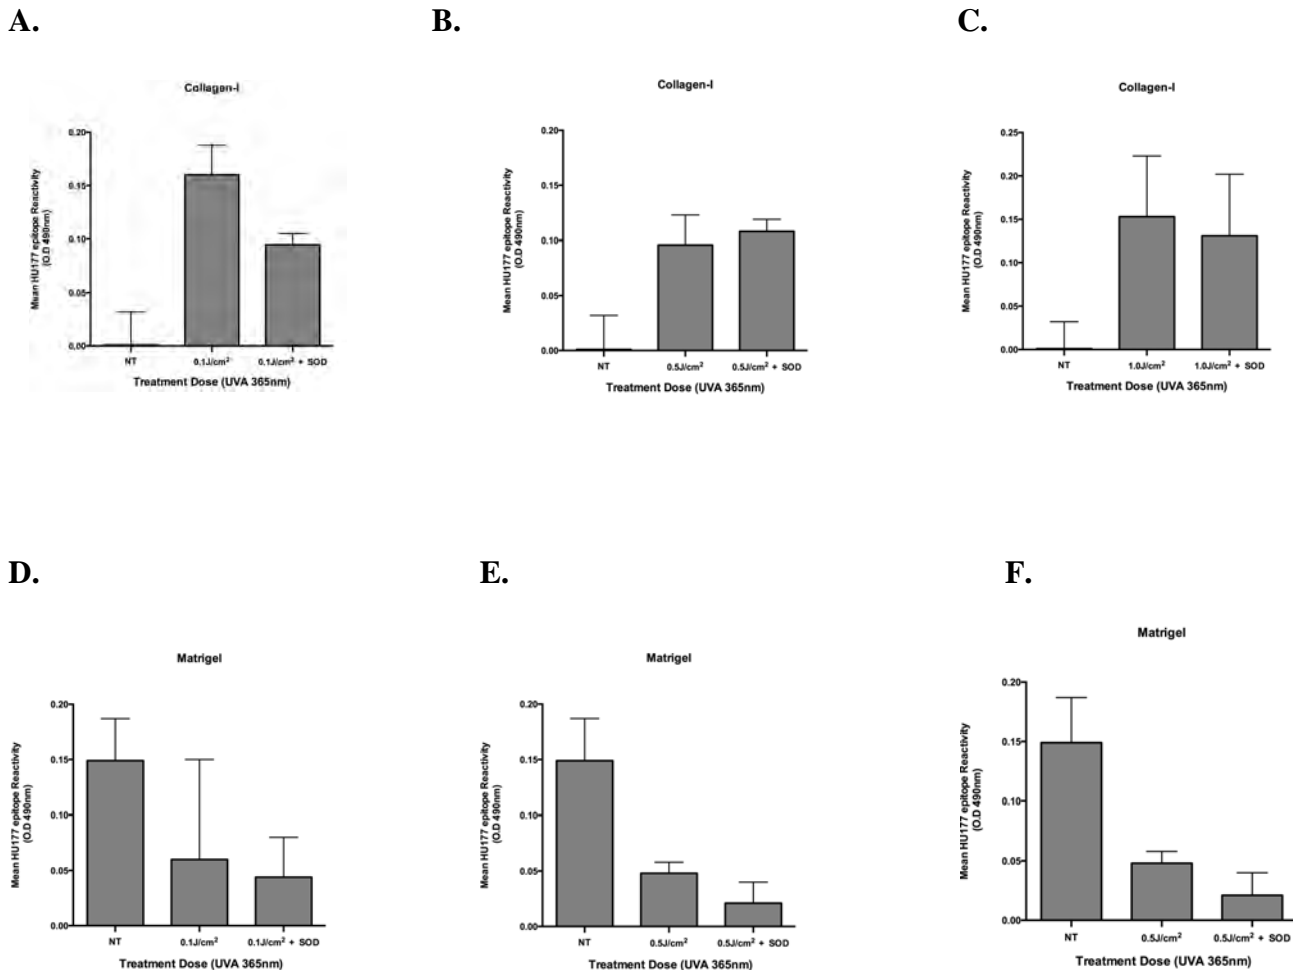 A.
B.
C.
Collagen-I
Mean HU177 epitope Reactivity
(O.D 490nm)
0.20
0.15
0.10
0.05
0.00
NT
0.1J/cm²
0.1J/cm² + SOD
Treatment Dose (UVA 365nm)
Collagen-I
Mean HU177 epitope Reactivity
(O.D 490nm)
0.20
0.15
0.10
0.05
0.00
NT
0.5J/cm²
0.5J/cm² + SOD
Treatment Dose (UVA 365nm)
Collagen-I
Mean HU177 epitope Reactivity
(O.D 490nm)
0.25
0.20
0.15
0.10
0.05
0.00
NT
1.0J/cm²
1.0J/cm² + SOD
Treatment Dose (UVA 365nm)
D.
E.
F.
Matrigel
Mean HU177 epitope Reactivity
(O.D 490nm)
0.20
0.15
0.10
0.05
0.00
NT
0.1J/cm²
0.1J/cm² + SOD
Treatment Dose (UVA 365nm)
Matrigel
Mean HU177 epitope Reactivity
(O.D 490nm)
0.20
0.15
0.10
0.05
0.00
NT
0.5J/cm²
0.5J/cm² + SOD
Treatment Dose (UVA 365nm)
Matrigel
Mean HU177 epitope Reactivity
(O.D 490nm)
0.20
0.15
0.10
0.05
0.00
NT
0.5J/cm²
0.5J/cm² + SOD
Treatment Dose (UVA 365nm)